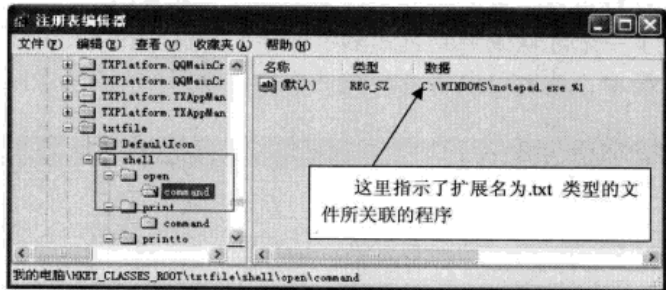 注册表编辑器
文件(F) 编辑(E) 查看(V) 收藏夹(A) 帮助(H)
TXPlatform.QQMainCr
TXPlatform.QQMainCr
TXPlatform.TXAppMan
TXPlatform.TXAppMan
txtfile
DefaultIcon
shell
open
command
print
command
printto
名称 类型 数据
ab (默认) REG_SZ C:\WINDOWS\notepad.exe %1
这里指示了扩展名为.txt 类型的文
件所关联的程序
我的电脑\HKEY_CLASSES_ROOT\txtfile\shell\open\command